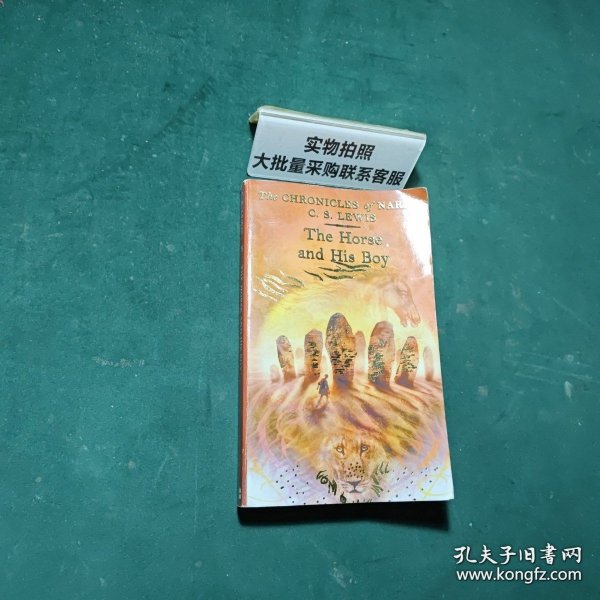 实物拍照
大批量采购联系客服
The CHRONICLES of NAR
C. S. LEWIS
The Horse
and His Boy
孔夫子旧书网
www.kongfz.com